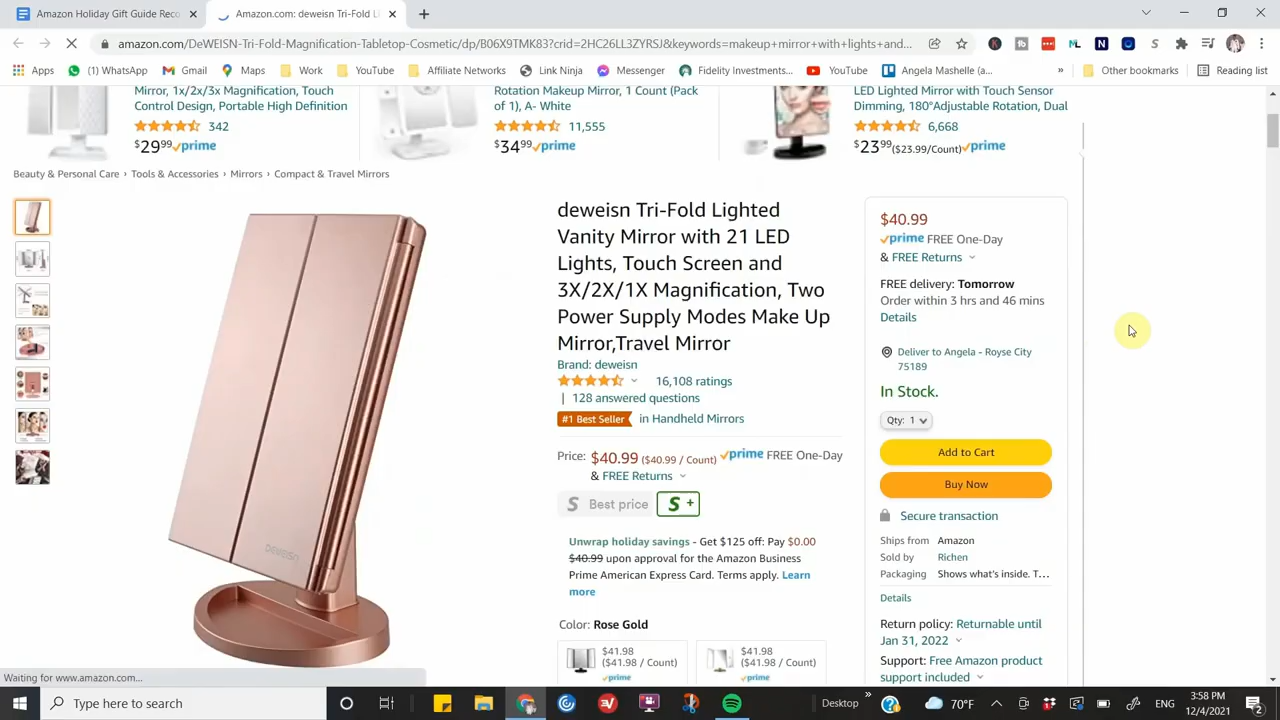 Amazon Holiday Gift Guide Reco
Amazon.com: deweisn Tri-Fold Li
amazon.com/DeWEISN-Tri-Fold-Magnification-Tabletop-Cosmetic/dp/B06X9TMK83?crid=2HC26LL3ZYRSJ&keywords=makeup+mirror+with+lights+and...
Apps
(1) WhatsApp
Gmail
Maps
Work
YouTube
Affiliate Networks
Link Ninja
Messenger
Fidelity Investments...
YouTube
Angela Mashelle (a...
»
Other bookmarks
Reading list
Mirror, 1x/2x/3x Magnification, Touch
Control Design, Portable High Definition
342
$29.99 prime
Rotation Makeup Mirror, 1 Count (Pack
of 1), A- White
11,555
$34.99 prime
LED Lighted Mirror with Touch Sensor
Dimming, 180°Adjustable Rotation, Dual
6,668
$23.99 ($23.99/Count) prime
Beauty & Personal Care › Tools & Accessories › Mirrors › Compact & Travel Mirrors
DEWEISN
deweisn Tri-Fold Lighted
Vanity Mirror with 21 LED
Lights, Touch Screen and
3X/2X/1X Magnification, Two
Power Supply Modes Make Up
Mirror,Travel Mirror
Brand: deweisn
16,108 ratings
| 128 answered questions
#1 Best Seller in Handheld Mirrors
Price: $40.99 ($40.99 / Count) prime FREE One-Day
& FREE Returns
S Best price S +
Unwrap holiday savings - Get $125 off: Pay $0.00
$40.99 upon approval for the Amazon Business
Prime American Express Card. Terms apply. Learn
more
Color: Rose Gold
$41.98
($41.98 / Count)
prime
$41.98
($41.98 / Count)
prime
$40.99
prime FREE One-Day
& FREE Returns
FREE delivery: Tomorrow
Order within 3 hrs and 46 mins
Details
Deliver to Angela - Royse City
75189
In Stock.
Qty: 1
Add to Cart
Buy Now
Secure transaction
Ships from Amazon
Sold by Richen
Packaging Shows what's inside. T...
Details
Return policy: Returnable until
Jan 31, 2022
Support: Free Amazon product
support included
Waiting for www.amazon.com...
Type here to search
Desktop
»
70°F
ENG
3:58 PM
12/4/2021
2